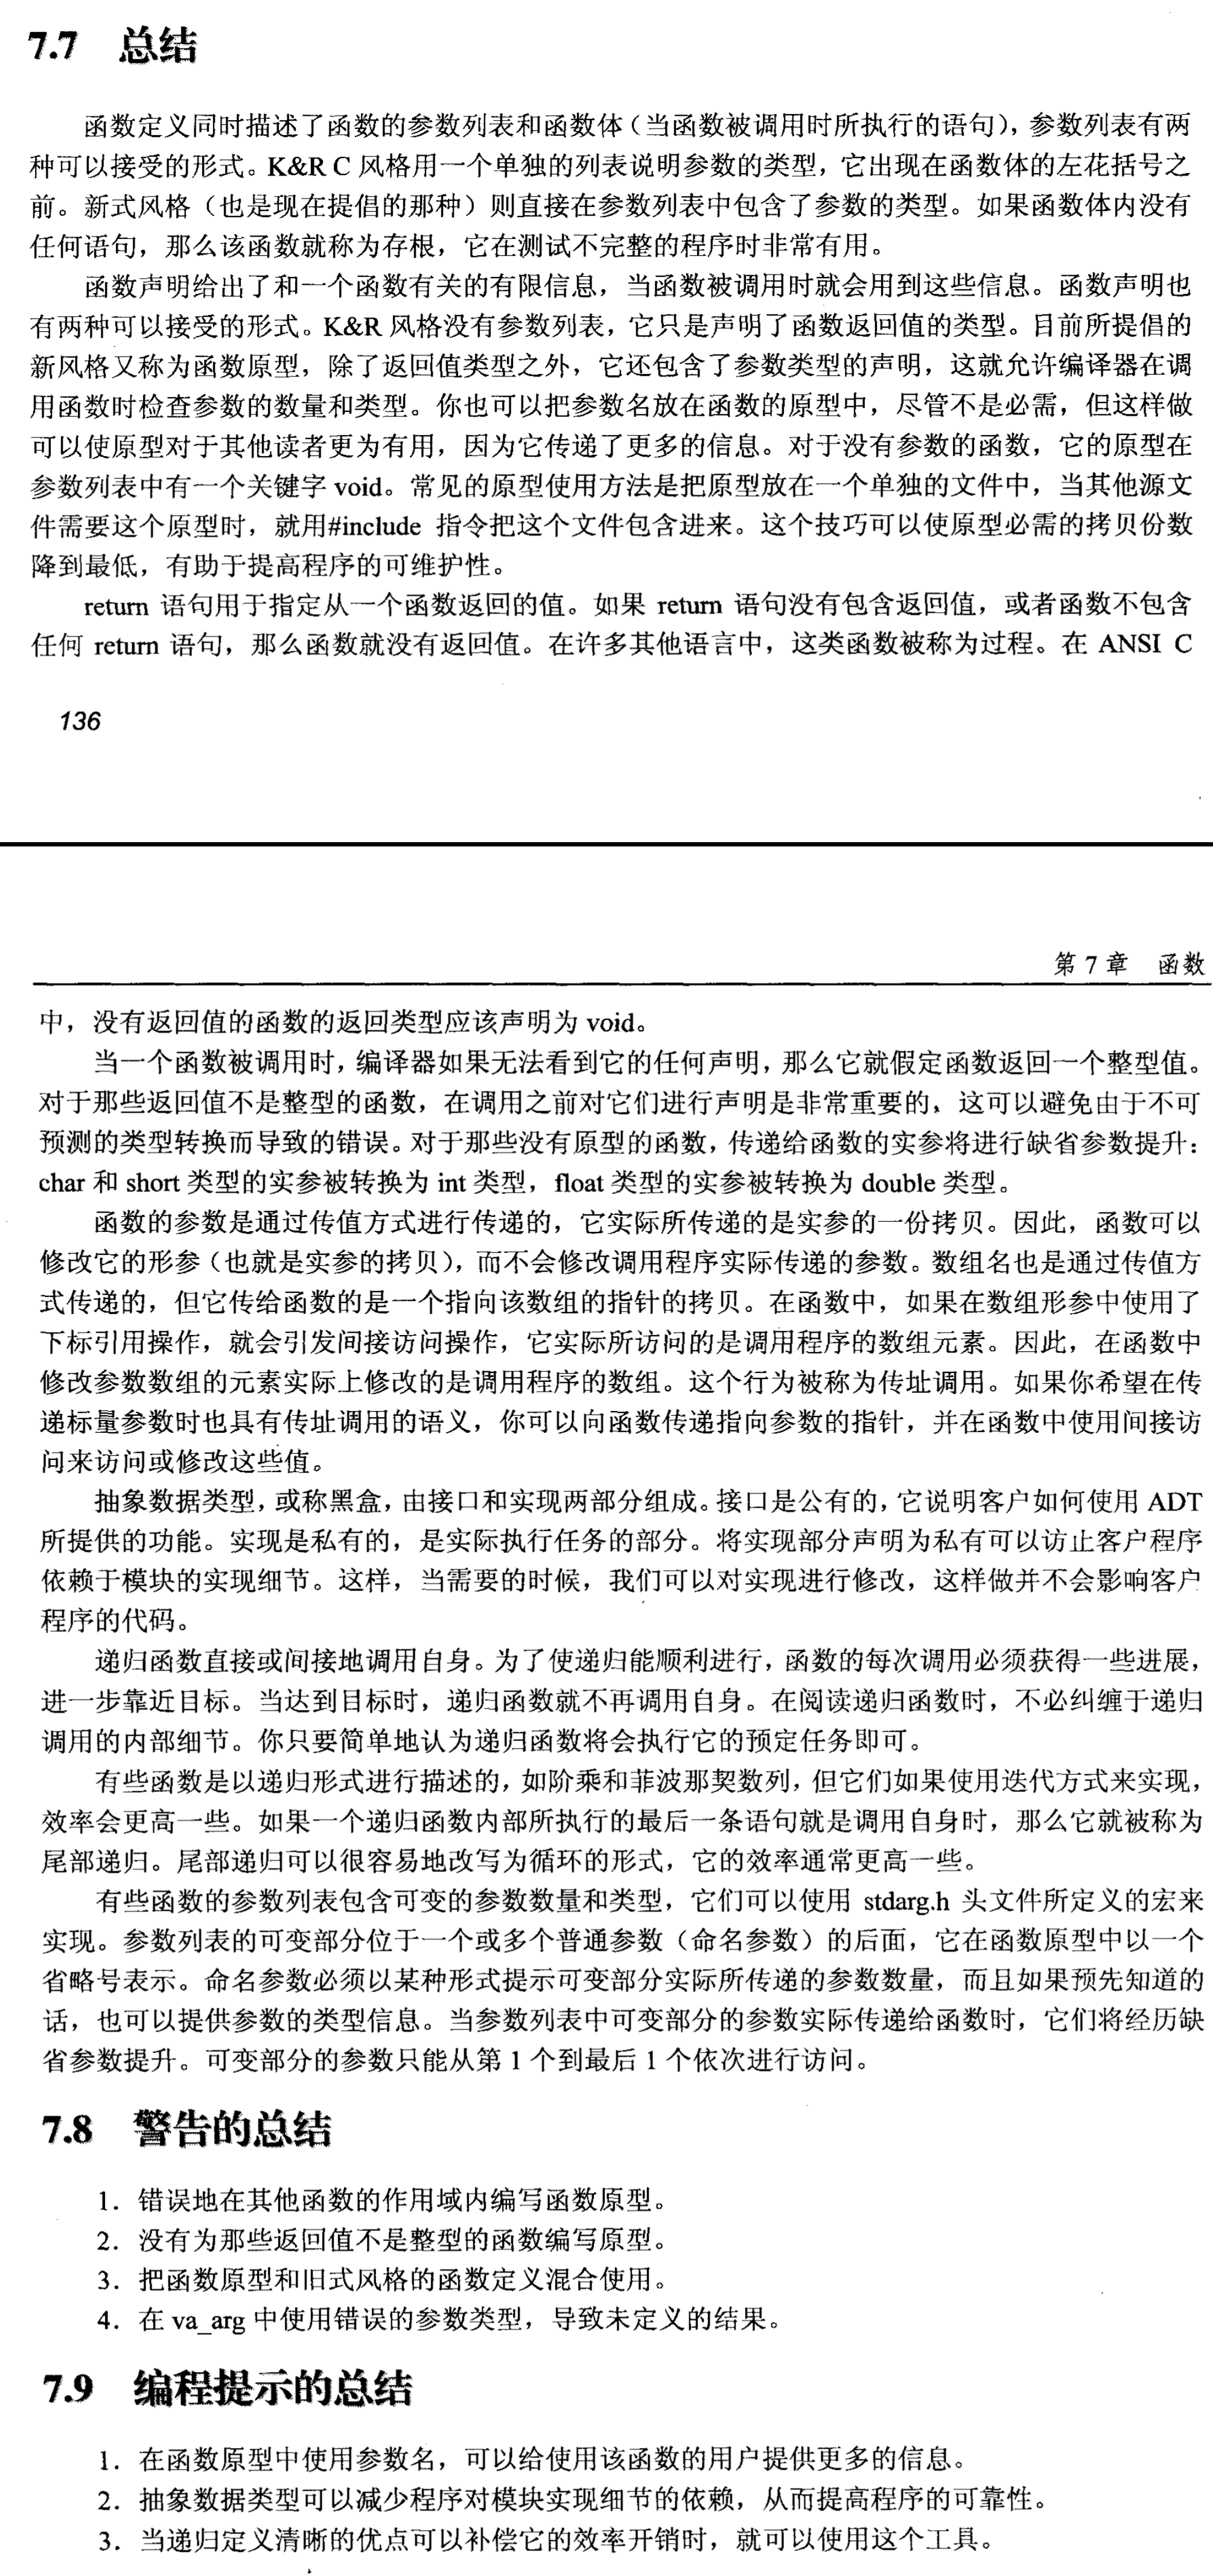 7.7 总结
函数定义同时描述了函数的参数列表和函数体（当函数被调用时所执行的语句），参数列表有两
种可以接受的形式。K&R C 风格用一个单独的列表说明参数的类型，它出现在函数体的左花括号之
前。新式风格（也是现在提倡的那种）则直接在参数列表中包含了参数的类型。如果函数体内没有
任何语句，那么该函数就称为存根，它在测试不完整的程序时非常有用。
函数声明给出了和一个函数有关的有限信息，当函数被调用时就会用到这些信息。函数声明也
有两种可以接受的形式。K&R 风格没有参数列表，它只是声明了函数返回值的类型。目前所提倡的
新风格又称为函数原型，除了返回值类型之外，它还包含了参数类型的声明，这就允许编译器在调
用函数时检查参数的数量和类型。你也可以把参数名放在函数的原型中，尽管不是必需，但这样做
可以使原型对于其他读者更为有用，因为它传递了更多的信息。对于没有参数的函数，它的原型在
参数列表中有一个关键字 void。常见的原型使用方法是把原型放在一个单独的文件中，当其他源文
件需要这个原型时，就用#include 指令把这个文件包含进来。这个技巧可以使原型必需的拷贝份数
降到最低，有助于提高程序的可维护性。
return 语句用于指定从一个函数返回的值。如果 return 语句没有包含返回值，或者函数不包含
任何 return 语句，那么函数就没有返回值。在许多其他语言中，这类函数被称为过程。在 ANSI C
136
第 7 章 函数
中，没有返回值的函数的返回类型应该声明为 void。
当一个函数被调用时，编译器如果无法看到它的任何声明，那么它就假定函数返回一个整型值。
对于那些返回值不是整型的函数，在调用之前对它们进行声明是非常重要的，这可以避免由于不可
预测的类型转换而导致的错误。对于那些没有原型的函数，传递给函数的实参将进行缺省参数提升：
char 和 short 类型的实参被转换为 int 类型，float 类型的实参被转换为 double 类型。
函数的参数是通过传值方式进行传递的，它实际所传递的是实参的一份拷贝。因此，函数可以
修改它的形参（也就是实参的拷贝），而不会修改调用程序实际传递的参数。数组名也是通过传值方
式传递的，但它传给函数的是一个指向该数组的指针的拷贝。在函数中，如果在数组形参中使用了
下标引用操作，就会引发间接访问操作，它实际所访问的是调用程序的数组元素。因此，在函数中
修改参数数组的元素实际上修改的是调用程序的数组。这个行为被称为传址调用。如果你希望在传
递标量参数时也具有传址调用的语义，你可以向函数传递指向参数的指针，并在函数中使用间接访
问来访问或修改这些值。
抽象数据类型，或称黑盒，由接口和实现两部分组成。接口是公有的，它说明客户如何使用 ADT
所提供的功能。实现是私有的，是实际执行任务的部分。将实现部分声明为私有可以访止客户程序
依赖于模块的实现细节。这样，当需要的时候，我们可以对实现进行修改，这样做并不会影响客户
程序的代码。
递归函数直接或间接地调用自身。为了使递归能顺利进行，函数的每次调用必须获得一些进展，
进一步靠近目标。当达到目标时，递归函数就不再调用自身。在阅读递归函数时，不必纠缠于递归
调用的内部细节。你只要简单地认为递归函数将会执行它的预定任务即可。
有些函数是以递归形式进行描述的，如阶乘和菲波那契数列，但它们如果使用迭代方式来实现，
效率会更高一些。如果一个递归函数内部所执行的最后一条语句就是调用自身时，那么它就被称为
尾部递归。尾部递归可以很容易地改写为循环的形式，它的效率通常更高一些。
有些函数的参数列表包含可变的参数数量和类型，它们可以使用 stdarg.h 头文件所定义的宏来
实现。参数列表的可变部分位于一个或多个普通参数（命名参数）的后面，它在函数原型中以一个
省略号表示。命名参数必须以某种形式提示可变部分实际所传递的参数数量，而且如果预先知道的
话，也可以提供参数的类型信息。当参数列表中可变部分的参数实际传递给函数时，它们将经历缺
省参数提升。可变部分的参数只能从第 1 个到最后 1 个依次进行访问。
7.8 警告的总结
1．错误地在其他函数的作用域内编写函数原型。
2．没有为那些返回值不是整型的函数编写原型。
3．把函数原型和旧式风格的函数定义混合使用。
4．在 va_arg 中使用错误的参数类型，导致未定义的结果。
7.9 编程提示的总结
1．在函数原型中使用参数名，可以给使用该函数的用户提供更多的信息。
2．抽象数据类型可以减少程序对模块实现细节的依赖，从而提高程序的可靠性。
3．当递归定义清晰的优点可以补偿它的效率开销时，就可以使用这个工具。